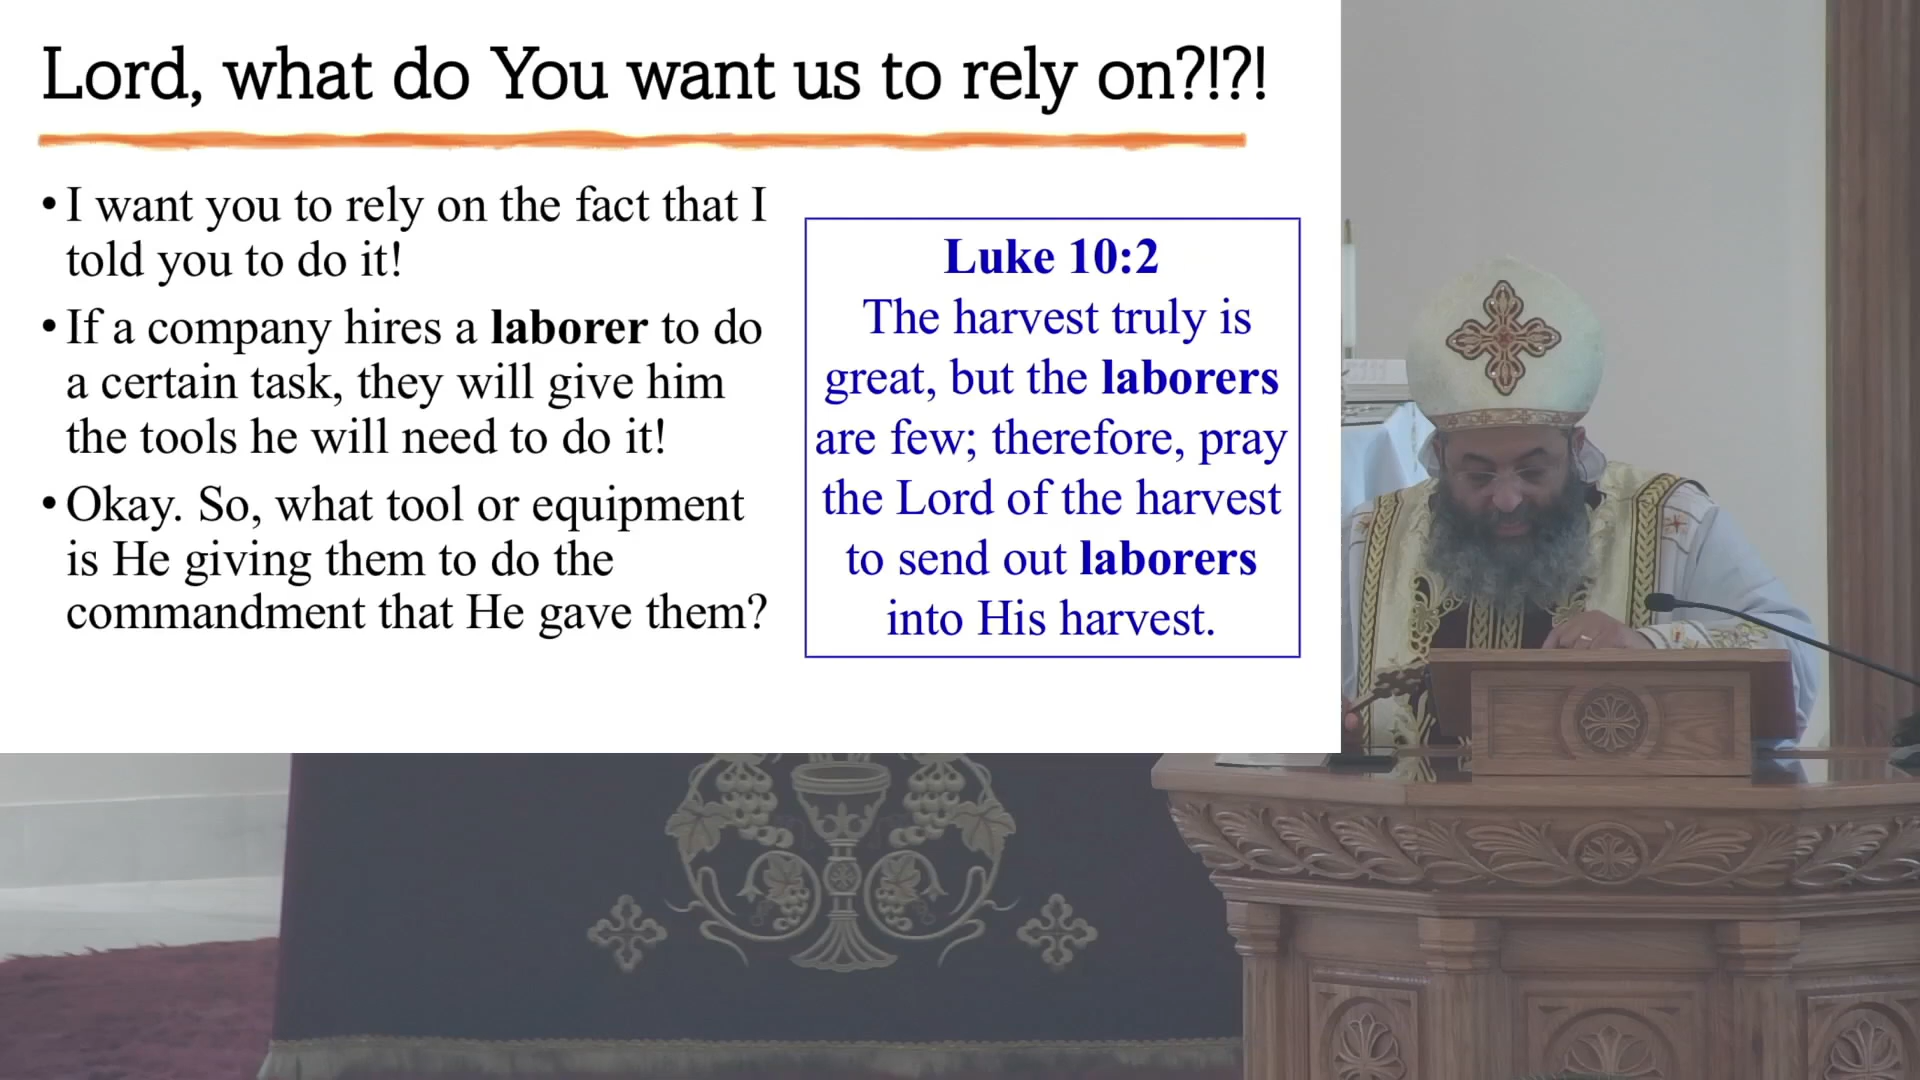 Lord, what do You want us to rely on?!?!
• I want you to rely on the fact that I
told you to do it!
• If a company hires a laborer to do
a certain task, they will give him
the tools he will need to do it!
• Okay. So, what tool or equipment
is He giving them to do the
commandment that He gave them?
Luke 10:2
The harvest truly is
great, but the laborers
are few; therefore, pray
the Lord of the harvest
to send out laborers
into His harvest.